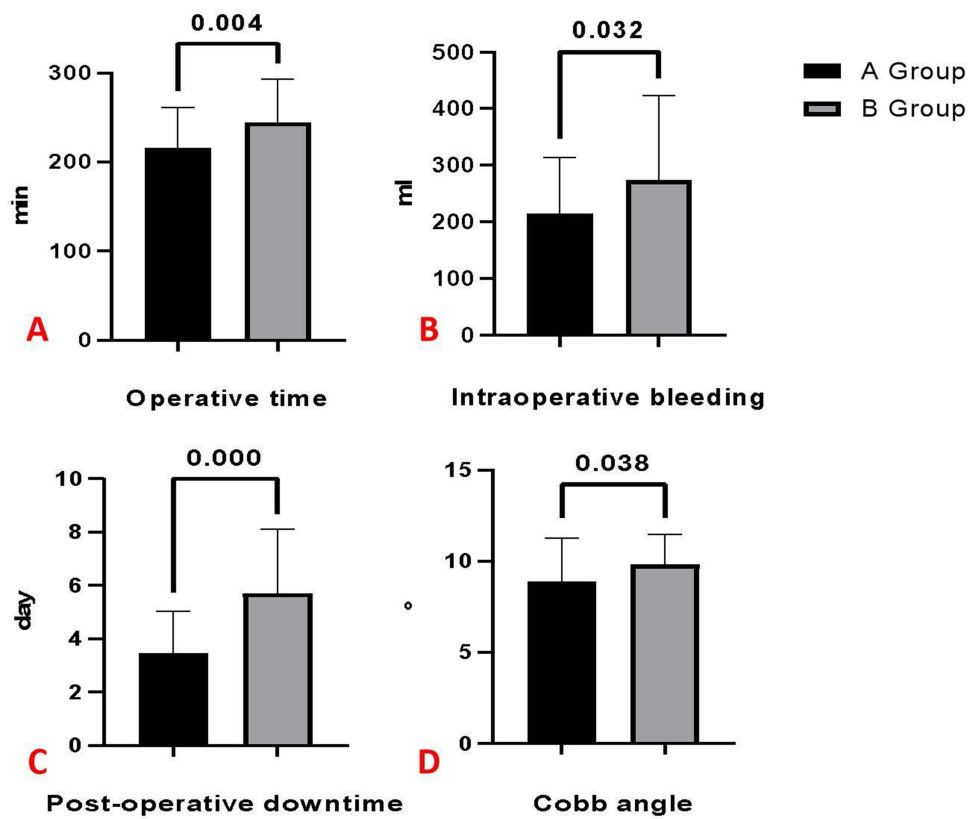 0.004
300
200
100
0
min
A
Operative time
0.032
500
400
300
200
100
0
ml
B
Intraoperative bleeding
A Group
B Group
0.000
10
8
6
4
2
0
day
C
Post-operative downtime
0.038
15
10
5
0
°
D
Cobb angle